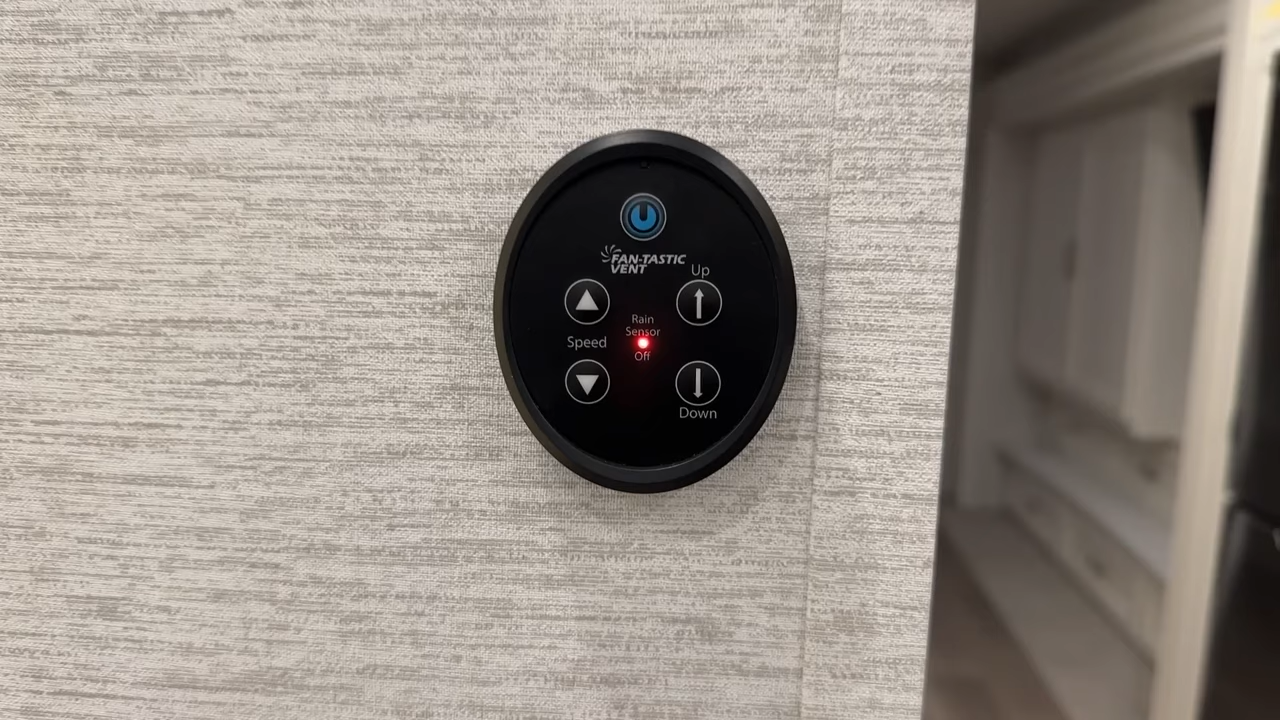 FAN-TASTIC
VENT
Up
Rain
Sensor
Speed
Off
Down